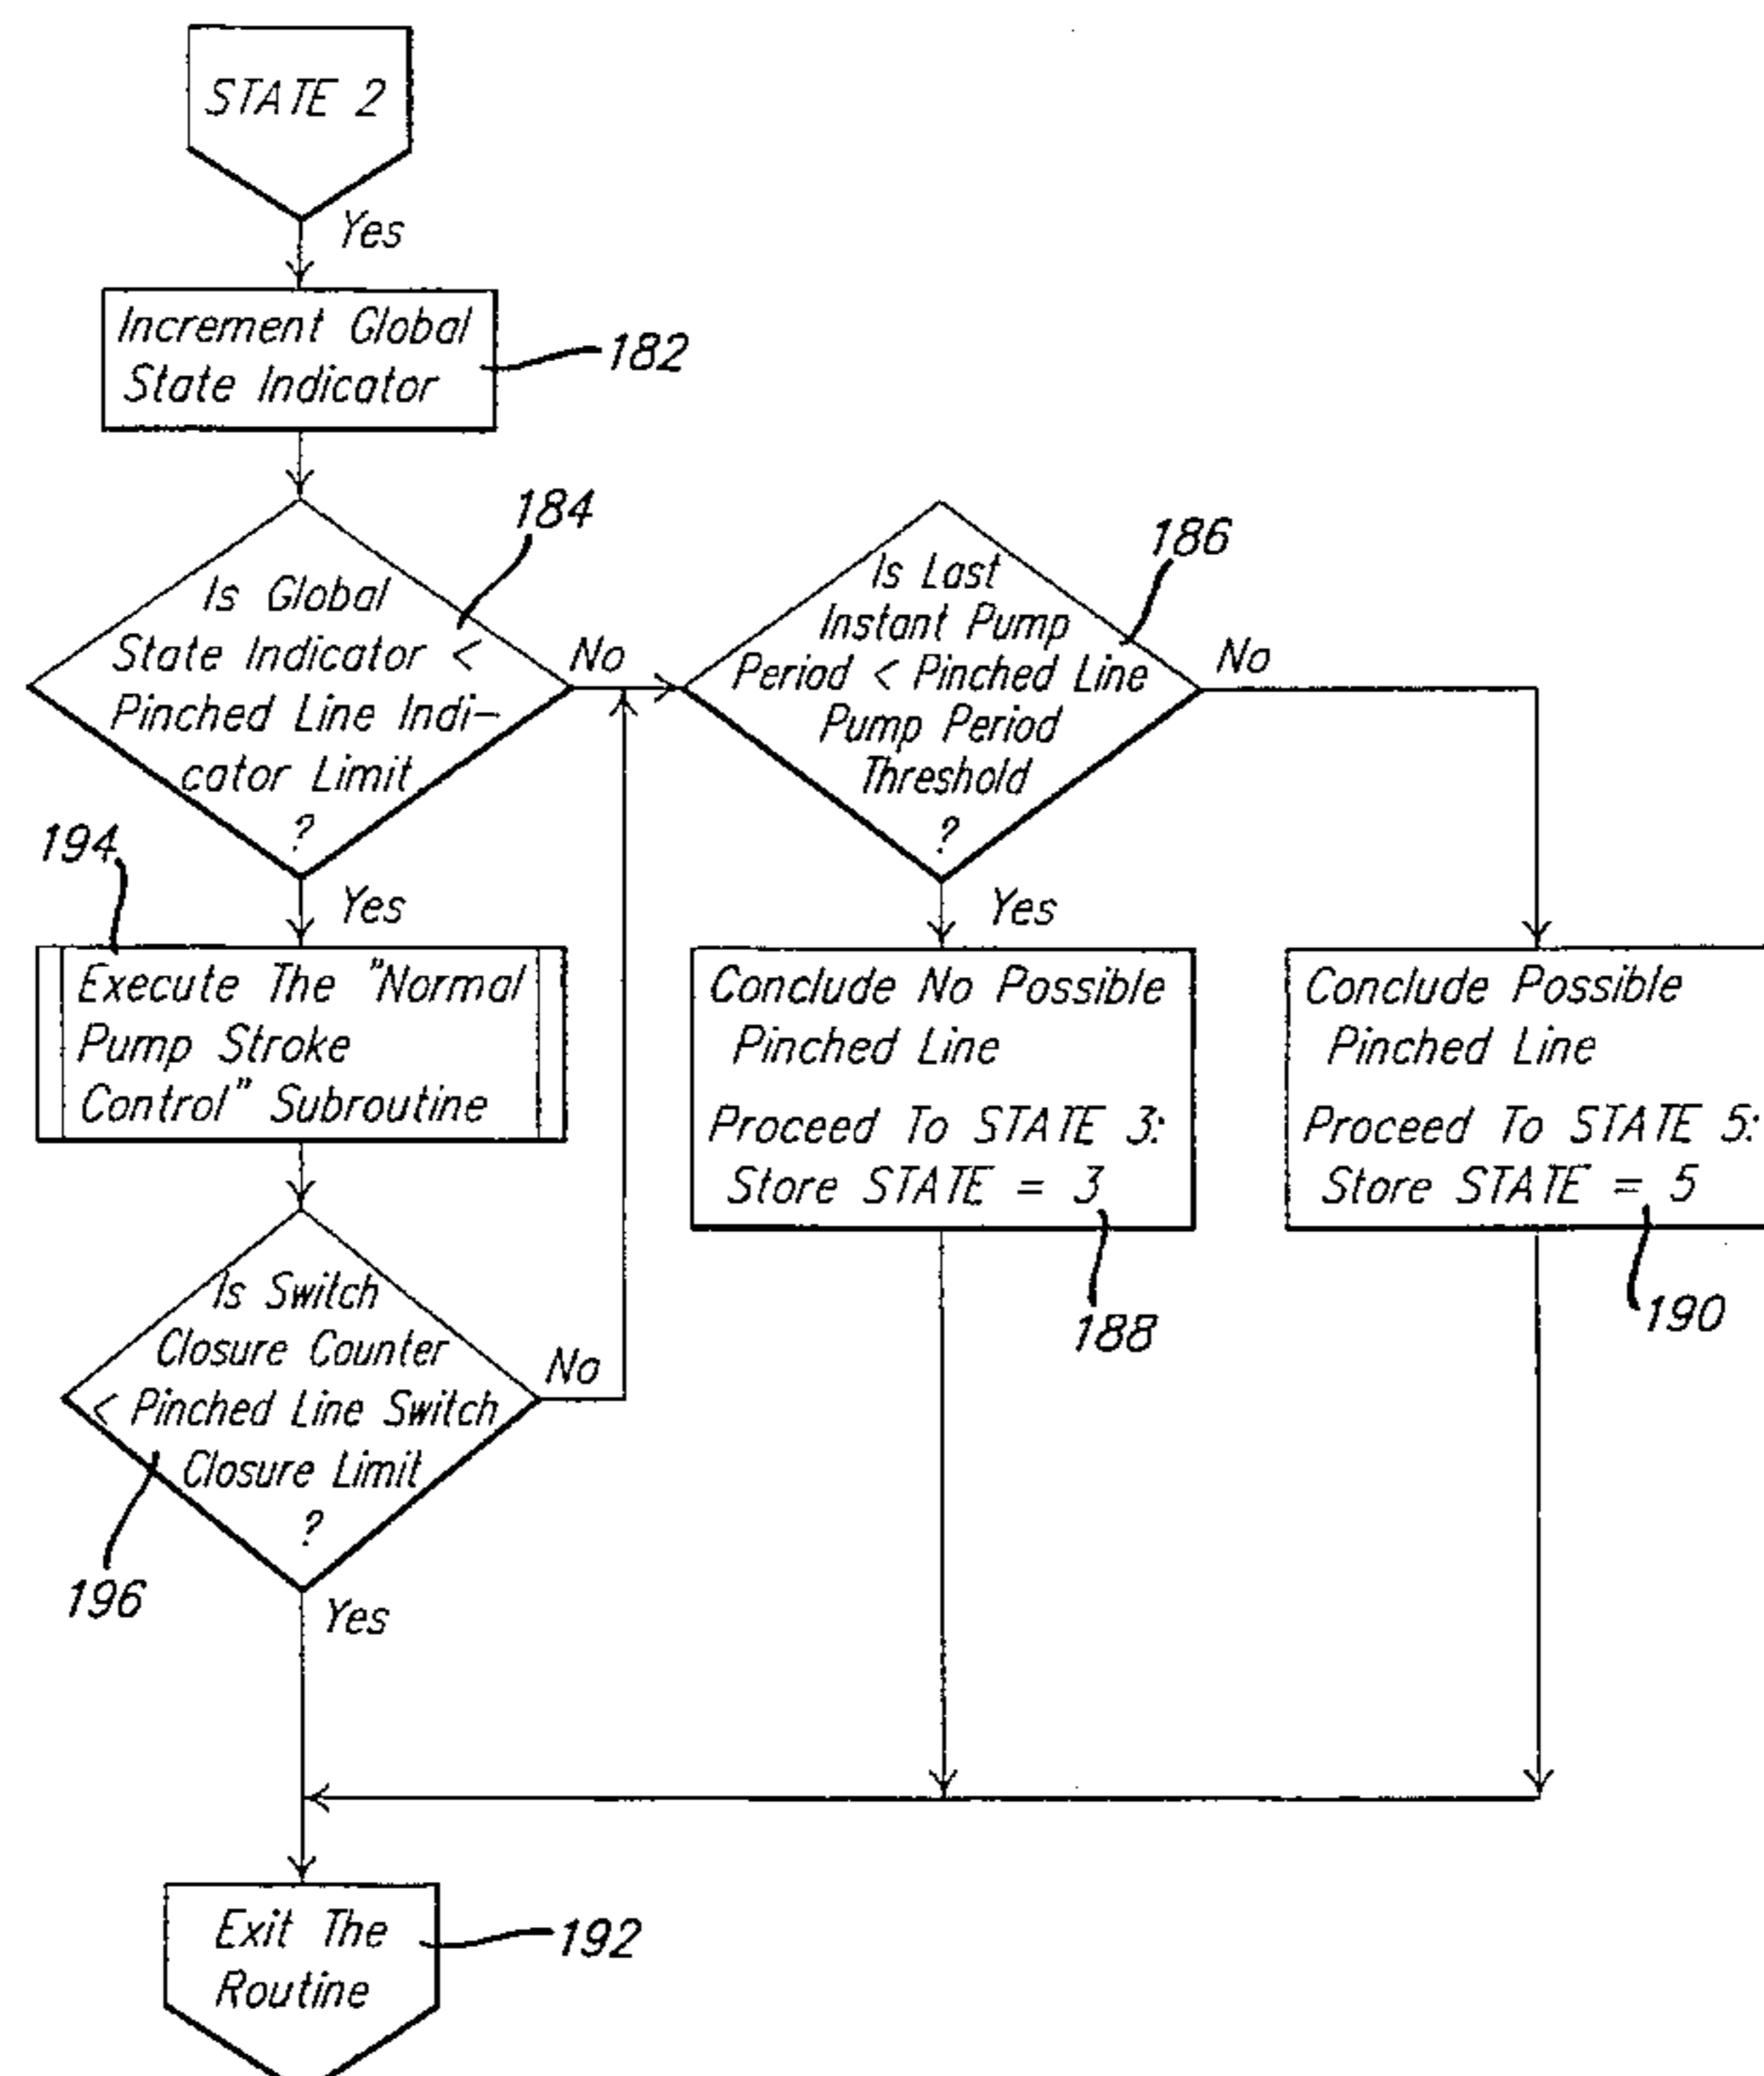 STATE 2
Yes
Increment Global
State Indicator
182
184
Is Global
State Indicator <
Pinched Line Indi-
cator Limit
?
No
186
Is Last
Instant Pump
Period < Pinched Line
Pump Period
Threshold
?
No
194
Yes
Yes
Execute The "Normal
Pump Stroke
Control" Subroutine
Conclude No Possible
Pinched Line
Proceed To STATE 3:
Store STATE = 3
188
Conclude Possible
Pinched Line
Proceed To STATE 5:
Store STATE = 5
190
Is Switch
Closure Counter
< Pinched Line Switch
Closure Limit
?
No
196
Yes
Exit The
Routine
192